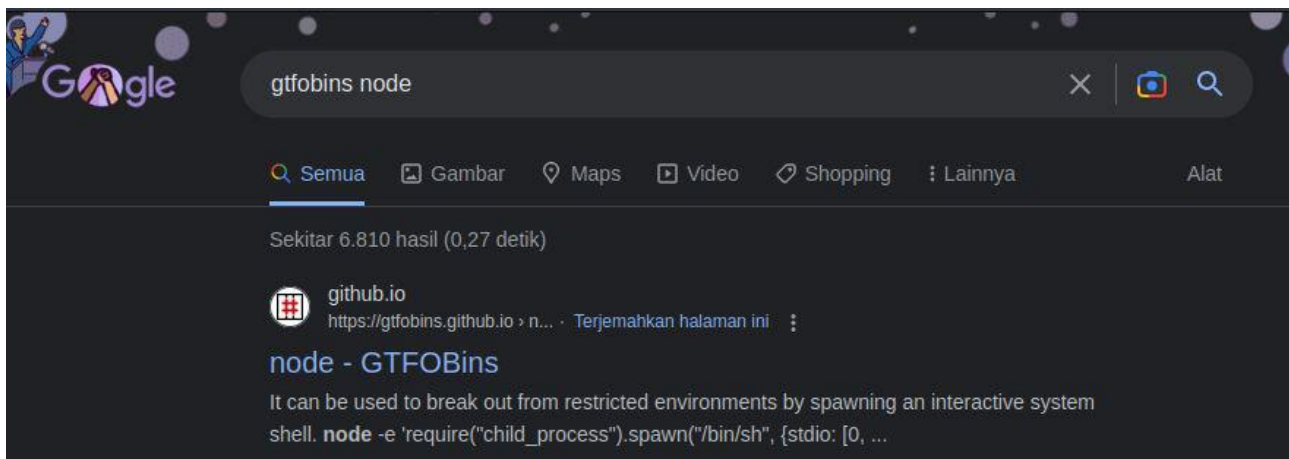 Google
gtfobins node
Semua Gambar Maps Video Shopping Lainnya Alat
Sekitar 6.810 hasil (0,27 detik)
github.io
https://gtfobins.github.io › n... · Terjemahkan halaman ini
node - GTFOBins
It can be used to break out from restricted environments by spawning an interactive system
shell. node -e 'require("child_process").spawn("/bin/sh", {stdio: [0, ...